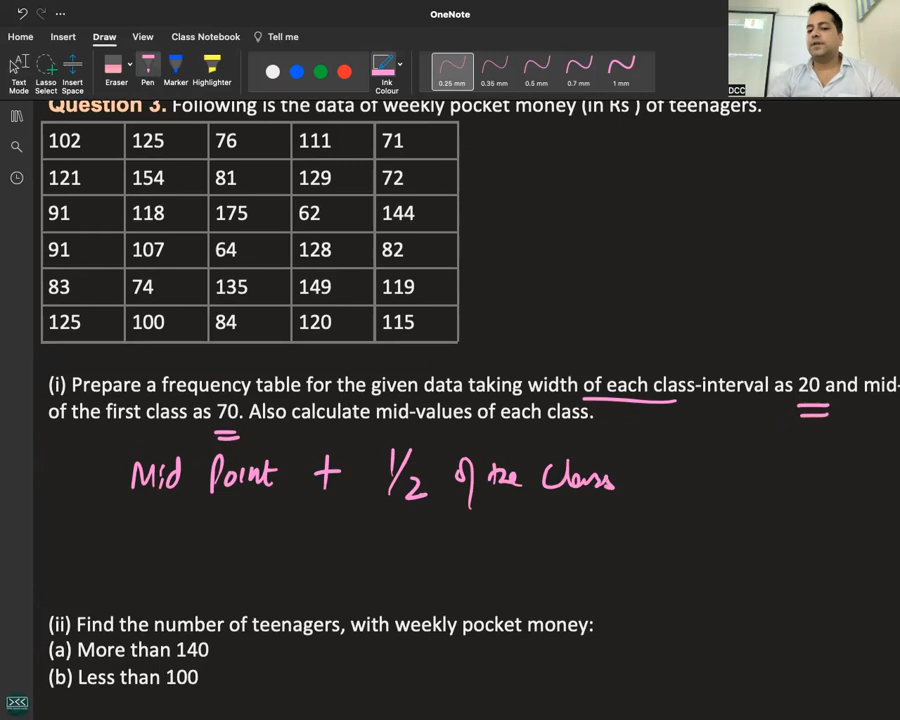 OneNote
Home Insert Draw View Class Notebook Tell me
Text Mode
Lasso Select
Insert Space
Eraser
Pen
Marker
Highlighter
Ink Colour
0.25 mm 0.35 mm 0.5 mm 0.7 mm 1 mm
DCC
Question 3. Following is the data of weekly pocket money (in Rs ) of teenagers.
102 125 76 111 71
121 154 81 129 72
91 118 175 62 144
91 107 64 128 82
83 74 135 149 119
125 100 84 120 115
(i) Prepare a frequency table for the given data taking width of each class-interval as 20 and mid-
of the first class as 70. Also calculate mid-values of each class.
Mid Point + 1/2 of the Class
(ii) Find the number of teenagers, with weekly pocket money:
(a) More than 140
(b) Less than 100